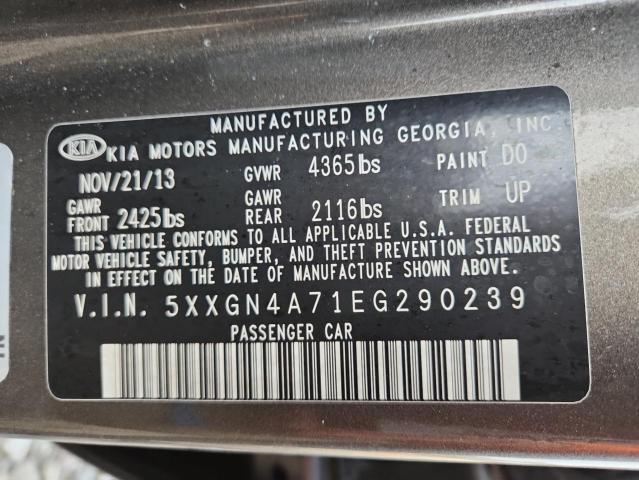 MANUFACTURED BY
KIA KIA MOTORS MANUFACTURING GEORGIA, INC.
NOV/21/13 GVWR 4365lbs PAINT D0
GAWR FRONT 2425lbs GAWR REAR 2116lbs TRIM UP
THIS VEHICLE CONFORMS TO ALL APPLICABLE U.S.A. FEDERAL
MOTOR VEHICLE SAFETY, BUMPER, AND THEFT PREVENTION STANDARDS
IN EFFECT ON THE DATE OF MANUFACTURE SHOWN ABOVE.
V.I.N. 5XXGN4A71EG290239
PASSENGER CAR